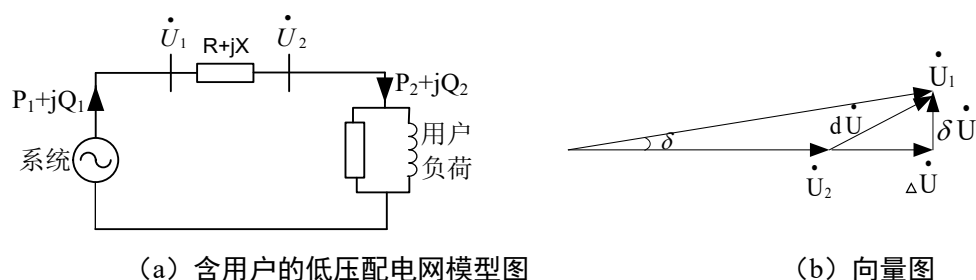 U̇₁
R+jX
U̇₂
P₁+jQ₁
P₂+jQ₂
系统
用户
负荷
U̇₁
dU̇
δU̇
δ
U̇₂
△U̇
(a) 含用户的低压配电网模型图
(b) 向量图